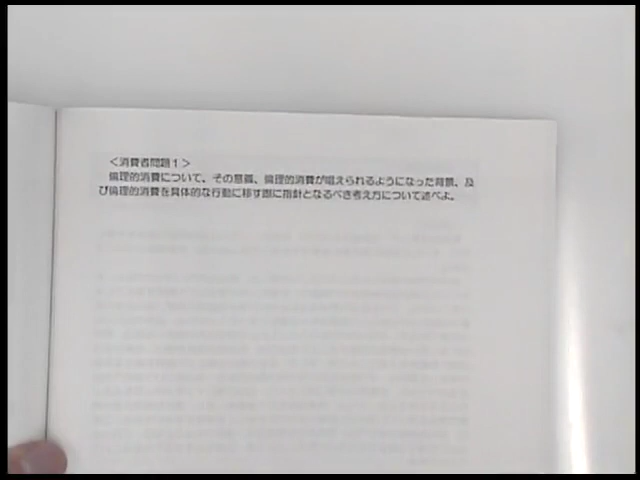 ＜消費者問題１＞
倫理的消費について、その意義、倫理的消費が唱えられるようになった背景、及
び倫理的消費を具体的な行動に移す際に指針となるべき考え方について述べよ。